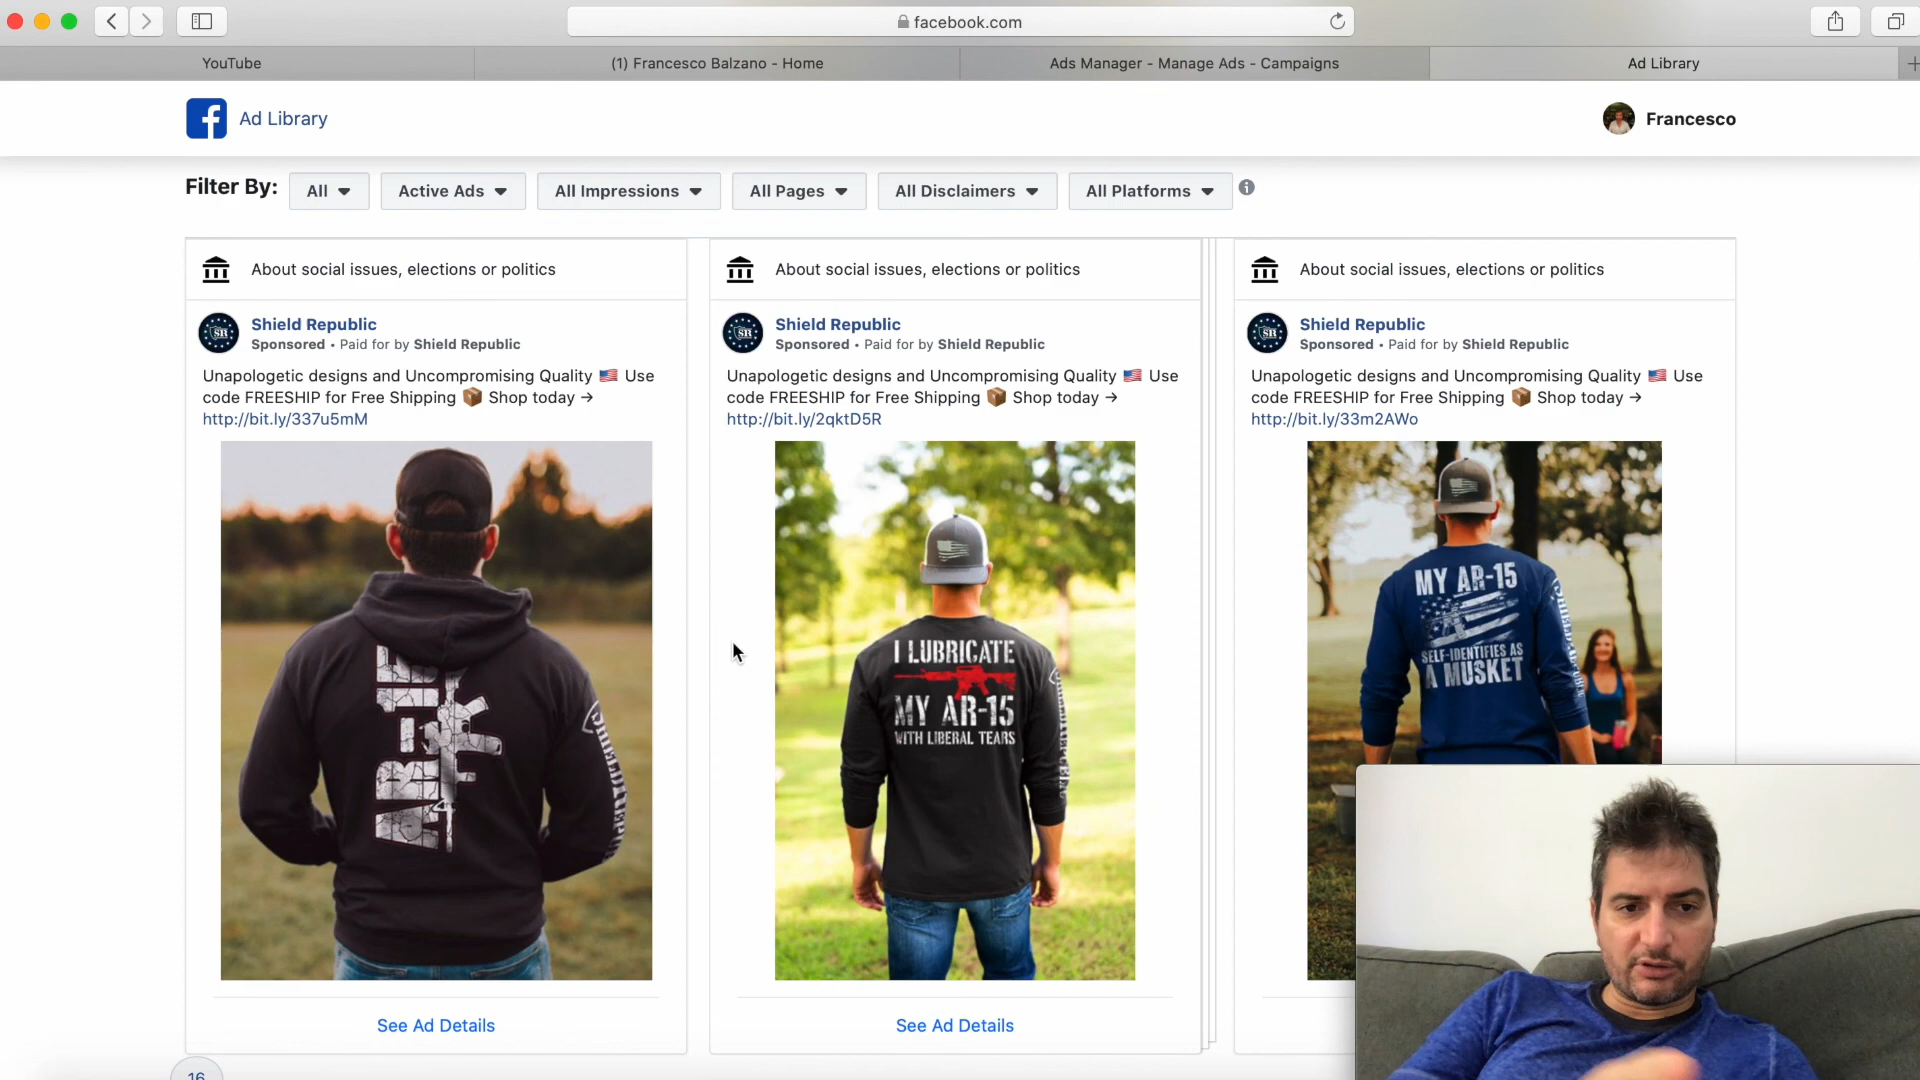 facebook.com
YouTube
(1) Francesco Balzano - Home
Ads Manager - Manage Ads - Campaigns
Ad Library
Ad Library
Francesco
Filter By:
All
Active Ads
All Impressions
All Pages
All Disclaimers
All Platforms
About social issues, elections or politics
SR
Shield Republic
Sponsored • Paid for by Shield Republic
Unapologetic designs and Uncompromising Quality 🇺🇸 Use
code FREESHIP for Free Shipping 📦 Shop today →
http://bit.ly/337u5mM
AR-15
See Ad Details
About social issues, elections or politics
SR
Shield Republic
Sponsored • Paid for by Shield Republic
Unapologetic designs and Uncompromising Quality 🇺🇸 Use
code FREESHIP for Free Shipping 📦 Shop today →
http://bit.ly/2qktD5R
I LUBRICATE
MY AR-15
WITH LIBERAL TEARS
See Ad Details
About social issues, elections or politics
SR
Shield Republic
Sponsored • Paid for by Shield Republic
Unapologetic designs and Uncompromising Quality 🇺🇸 Use
code FREESHIP for Free Shipping 📦 Shop today →
http://bit.ly/33m2AWo
MY AR-15
SELF-IDENTIFIES AS
A MUSKET
16